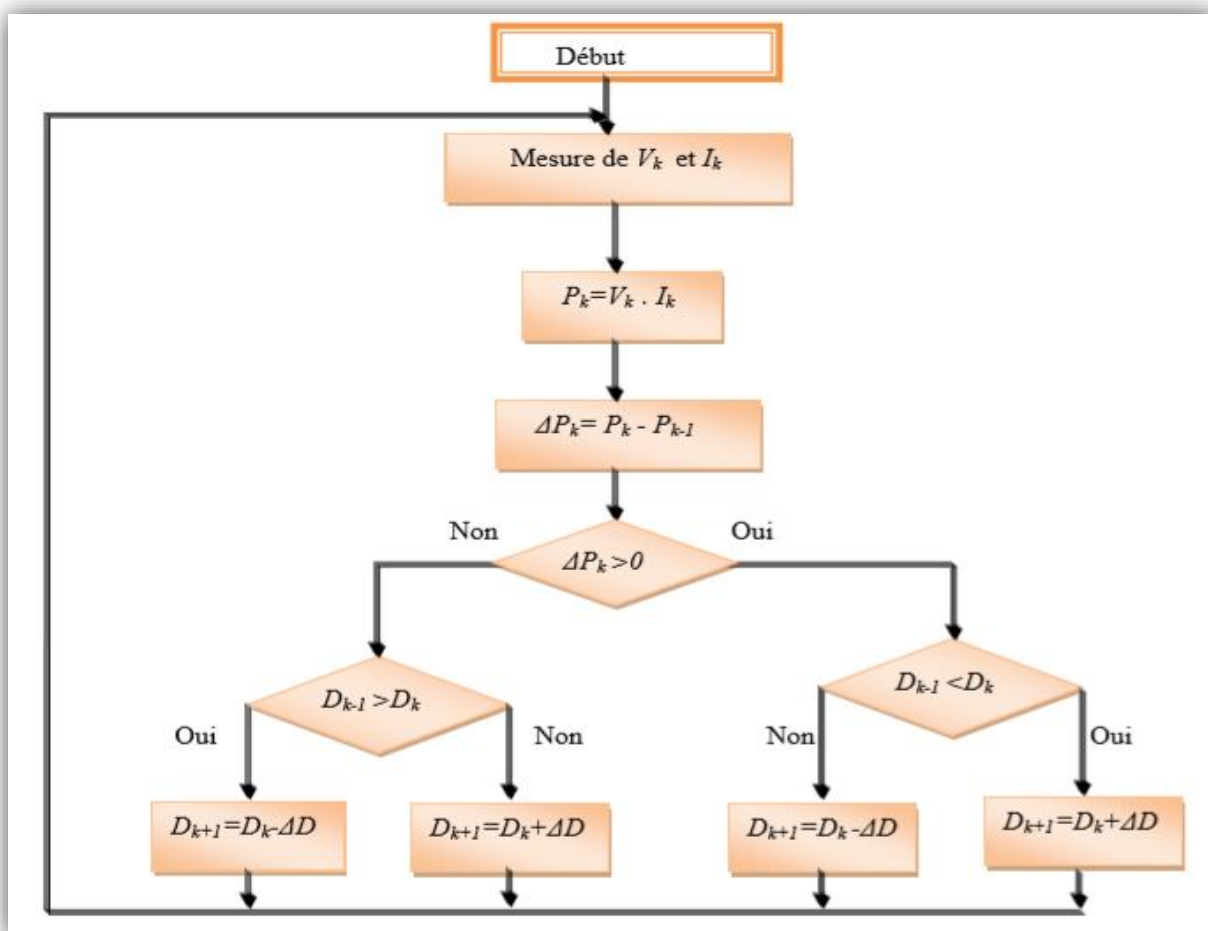 Début
Mesure de Vₖ et Iₖ
Pₖ=Vₖ . Iₖ
ΔPₖ= Pₖ - Pₖ₋₁
Non
Oui
ΔPₖ >0
Dₖ₋₁ >Dₖ
Dₖ₋₁ <Dₖ
Oui
Non
Non
Oui
Dₖ₊₁=Dₖ-ΔD
Dₖ₊₁=Dₖ+ΔD
Dₖ₊₁=Dₖ-ΔD
Dₖ₊₁=Dₖ+ΔD